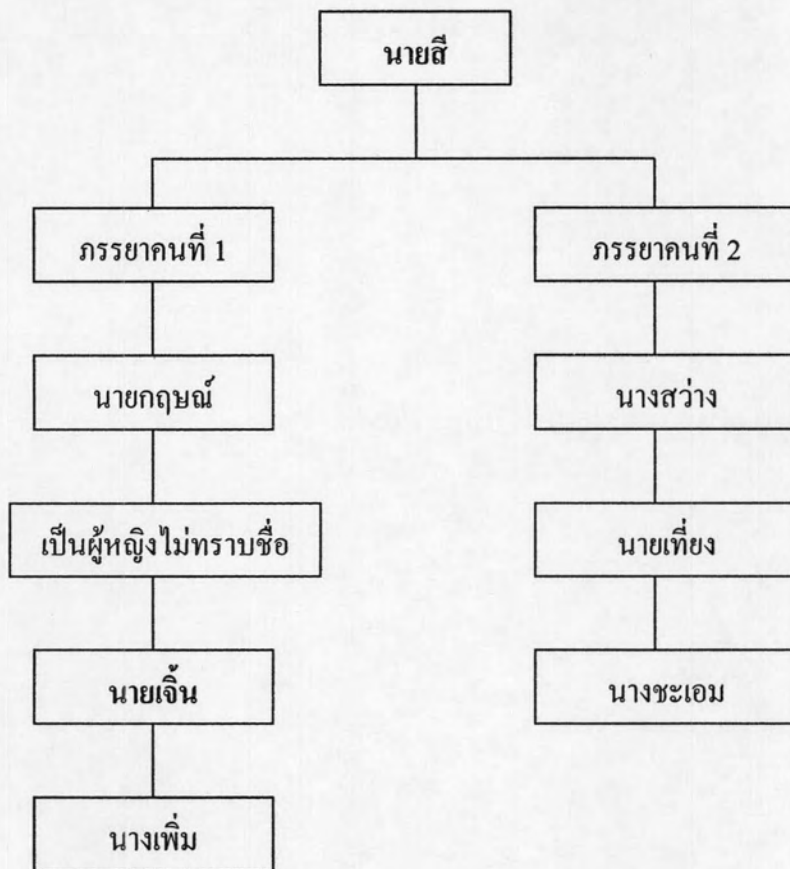 นายสี
ภรรยาคนที่ 1
ภรรยาคนที่ 2
นายกฤษณ์
นางสว่าง
เป็นผู้หญิงไม่ทราบชื่อ
นายเที่ยง
นายเจิ้น
นางชะเอม
นางเพิ่ม